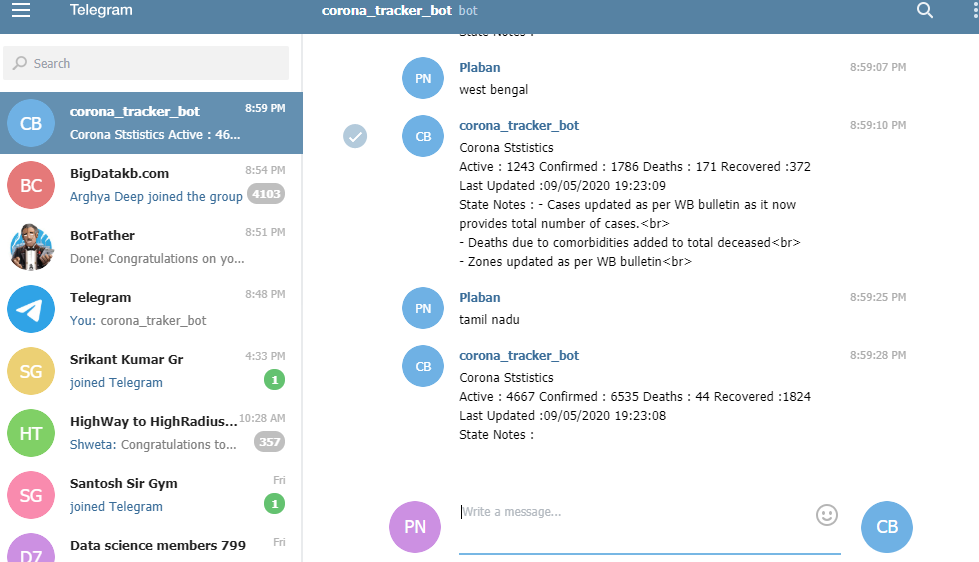 Telegram
corona_tracker_bot bot
Search
CB
corona_tracker_bot
8:59 PM
Corona Ststistics Active : 46...
BC
BigDatakb.com
8:54 PM
Arghya Deep joined the group
4103
BotFather
8:51 PM
Done! Congratulations on yo...
Telegram
8:48 PM
You: corona_traker_bot
SG
Srikant Kumar Gr
4:33 PM
joined Telegram
1
HT
HighWay to HighRadius...
10:28 AM
Shweta: Congratulations to...
357
SG
Santosh Sir Gym
Fri
joined Telegram
1
D7
Data science members 799
Fri
State Notes :
PN
Plaban
8:59:07 PM
west bengal
CB
corona_tracker_bot
8:59:10 PM
Corona Ststistics
Active : 1243 Confirmed : 1786 Deaths : 171 Recovered :372
Last Updated :09/05/2020 19:23:09
State Notes : - Cases updated as per WB bulletin as it now
provides total number of cases.<br>
- Deaths due to comorbidities added to total deceased<br>
- Zones updated as per WB bulletin<br>
PN
Plaban
8:59:25 PM
tamil nadu
CB
corona_tracker_bot
8:59:28 PM
Corona Ststistics
Active : 4667 Confirmed : 6535 Deaths : 44 Recovered :1824
Last Updated :09/05/2020 19:23:08
State Notes :
PN
Write a message...
CB